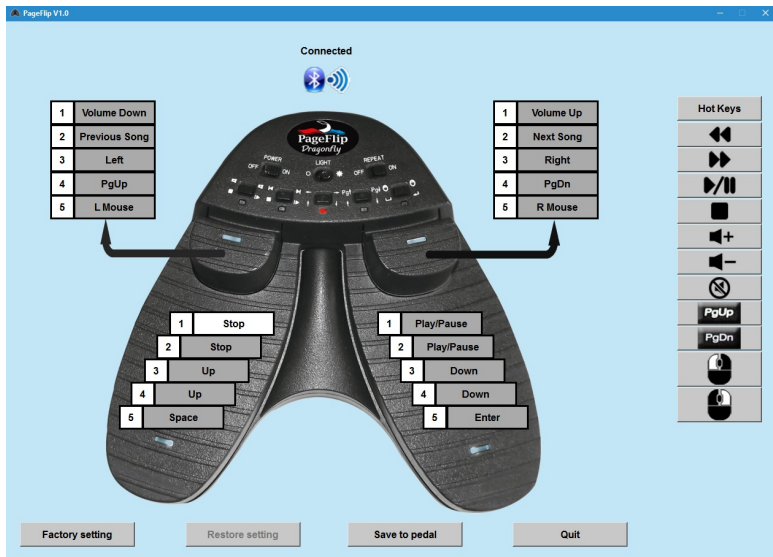 PageFlip V1.0
Connected
1 Volume Down
2 Previous Song
3 Left
4 PgUp
5 L Mouse
1 Volume Up
2 Next Song
3 Right
4 PgDn
5 R Mouse
PageFlip
Dragonfly
POWER
OFF ON
LIGHT
REPEAT
OFF ON
Pg↑ Pg↓
1 Stop
2 Stop
3 Up
4 Up
5 Space
1 Play/Pause
2 Play/Pause
3 Down
4 Down
5 Enter
Hot Keys
PgUp
PgDn
Factory setting
Restore setting
Save to pedal
Quit